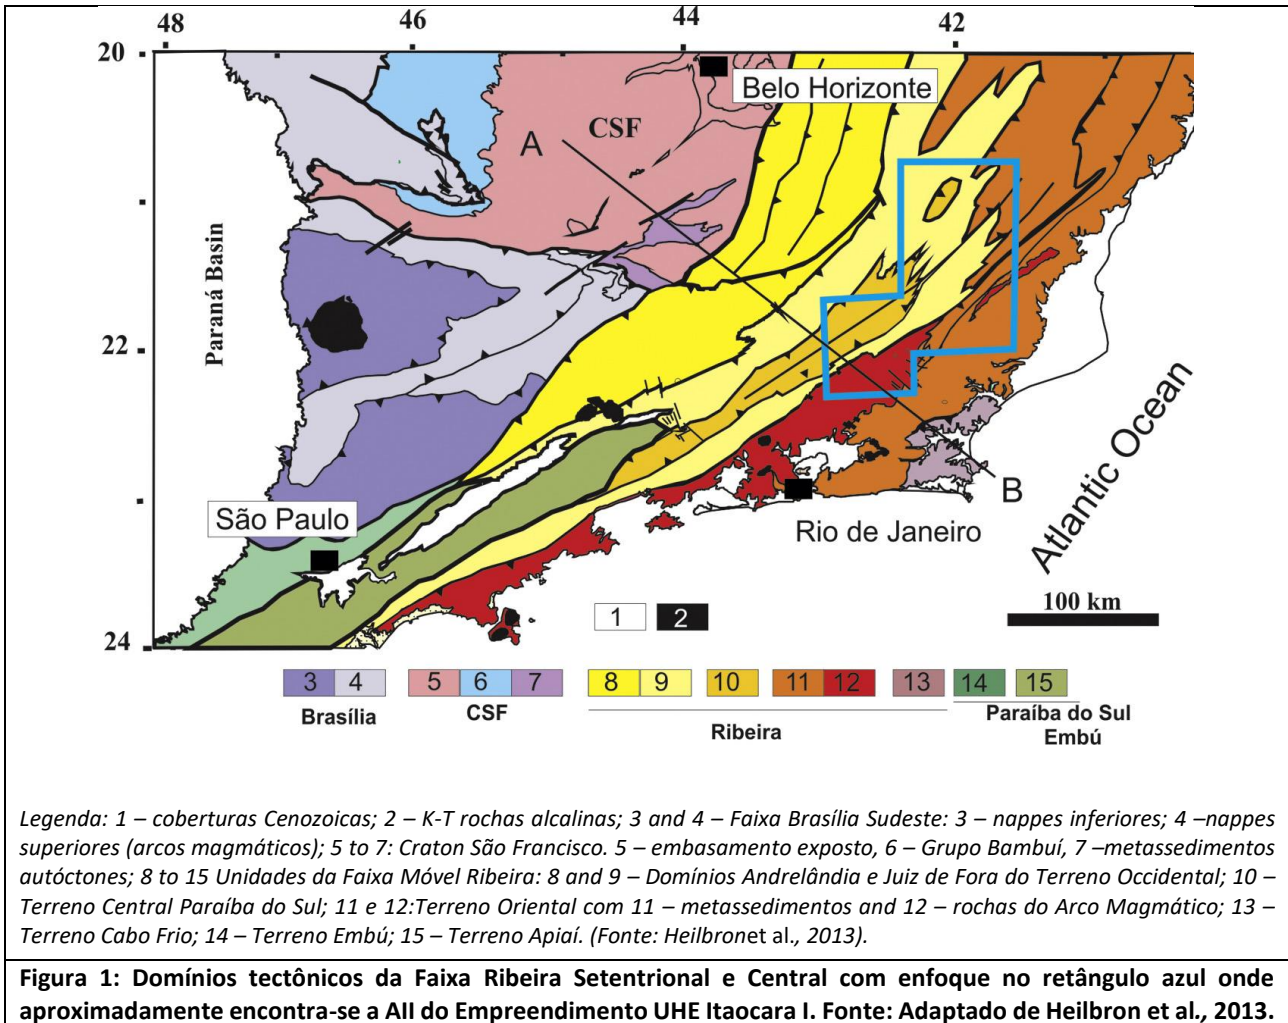 48
46
44
42
20
Belo Horizonte
A
CSF
Paraná Basin
22
Atlantic Ocean
B
São Paulo
Rio de Janeiro
24
1
2
100 km
3
4
5
6
7
8
9
10
11
12
13
14
15
Brasília
CSF
Ribeira
Paraíba do Sul
Embú
Legenda: 1 – coberturas Cenozoicas; 2 – K-T rochas alcalinas; 3 and 4 – Faixa Brasília Sudeste: 3 – nappes inferiores; 4 –nappes
superiores (arcos magmáticos); 5 to 7: Craton São Francisco. 5 – embasamento exposto, 6 – Grupo Bambuí, 7 –metassedimentos
autóctones; 8 to 15 Unidades da Faixa Móvel Ribeira: 8 and 9 – Domínios Andrelândia e Juiz de Fora do Terreno Occidental; 10 –
Terreno Central Paraíba do Sul; 11 e 12:Terreno Oriental com 11 – metassedimentos and 12 – rochas do Arco Magmático; 13 –
Terreno Cabo Frio; 14 – Terreno Embú; 15 – Terreno Apiaí. (Fonte: Heilbronet al., 2013).
Figura 1: Domínios tectônicos da Faixa Ribeira Setentrional e Central com enfoque no retângulo azul onde
aproximadamente encontra-se a AII do Empreendimento UHE Itaocara I. Fonte: Adaptado de Heilbron et al., 2013.